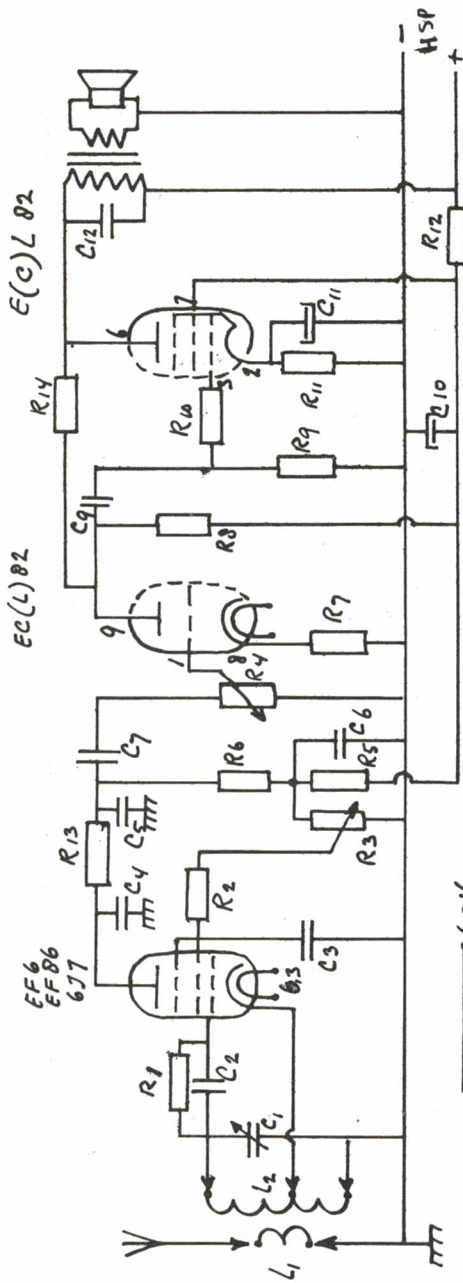 EF6
EF86
6J7
EC(L)82
E(C)L82
L1
L2
C1
R1
C2
6,3
C3
R2
C4
R13
C5
C7
R6
R3
R5
C6
R4
1
8
9
R7
R8
C9
R14
R10
R9
6
7
3
2
R11
C11
C12
C10
R12
−
HSP
+